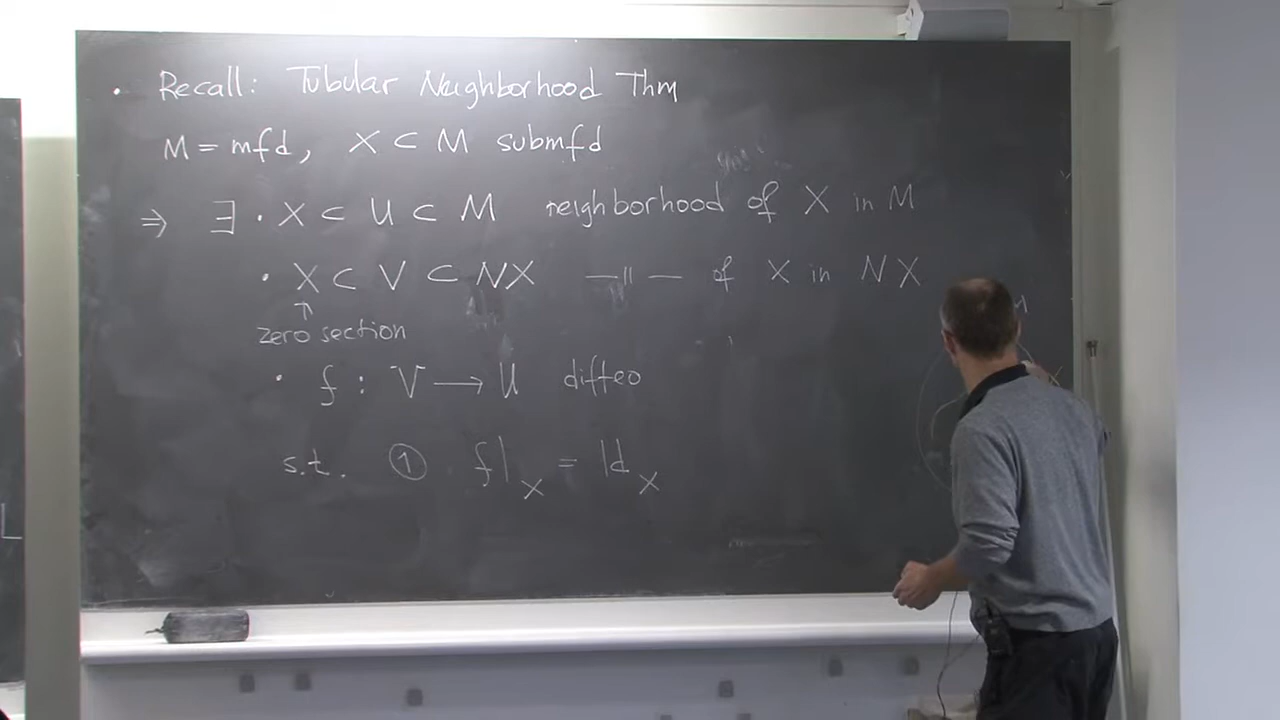 • Recall: Tubular Neighborhood Thm
M = mfd, X ⊂ M submfd
⇒ ∃ • X ⊂ U ⊂ M neighborhood of X in M
• X ⊂ V ⊂ NX —||— of X in NX
↑
zero section
• f : V → U diffeo
s.t. ① f|_X = Id_X
M
X
L